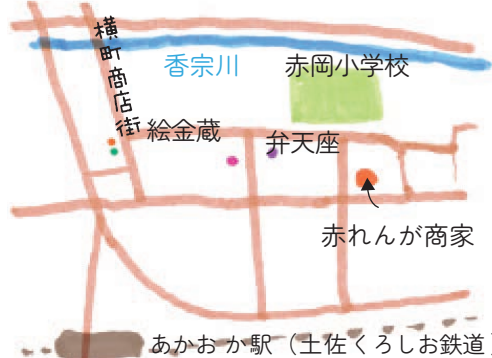 横町商店街
香宗川
赤岡小学校
絵金蔵
弁天座
赤れんが商家
あかおか駅（土佐くろしお鉄道）